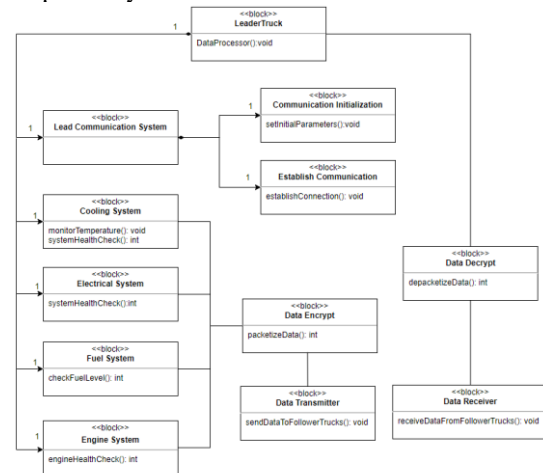 <<block>>
LeaderTruck
DataProcessor():void
1
<<block>>
Lead Communication System
1
<<block>>
Communication Initialization
setInitialParameters():void
1
<<block>>
Establish Communication
establishConnection(): void
1
<<block>>
Cooling System
monitorTemperature(): void
systemHealthCheck(): int
1
<<block>>
Electrical System
systemHealthCheck():int
1
<<block>>
Fuel System
checkFuelLevel(): int
1
<<block>>
Engine System
engineHealthCheck(): int
1
<<block>>
Data Encrypt
packetizeData(): int
<<block>>
Data Transmitter
sendDataToFollowerTrucks(): void
<<block>>
Data Decrypt
depacketizeData(): int
<<block>>
Data Receiver
receiveDataFromFollowerTrucks(): void